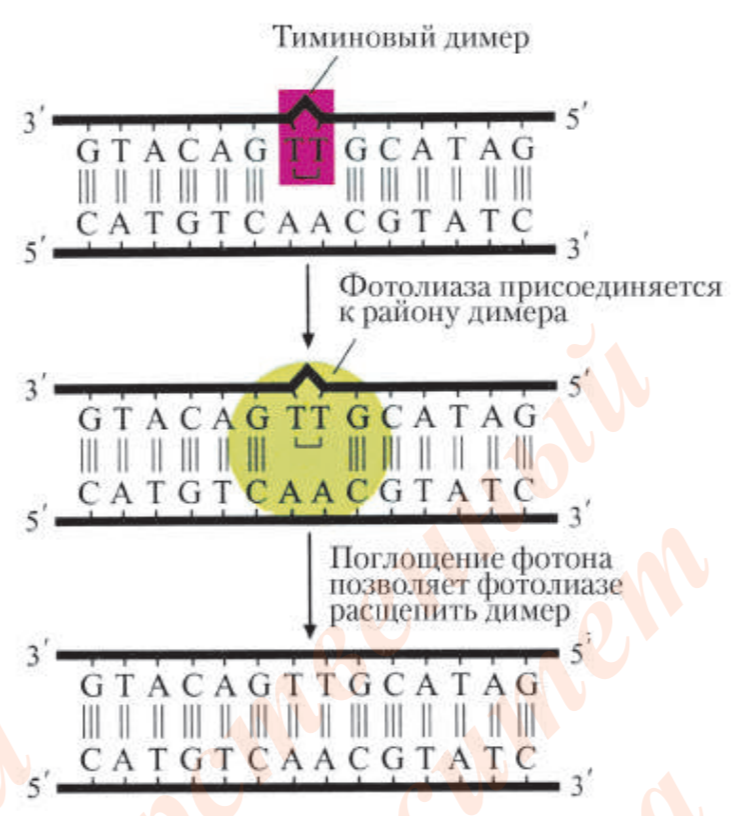 Тиминовый димер
3′ 5′
G T A C A G T T G C A T A G
C A T G T C A A C G T A T C
5′ 3′
Фотолиаза присоединяется
к району димера
3′ 5′
G T A C A G T T G C A T A G
C A T G T C A A C G T A T C
5′ 3′
Поглощение фотона
позволяет фотолиазе
расщепить димер
3′ 5′
G T A C A G T T G C A T A G
C A T G T C A A C G T A T C
5′ 3′